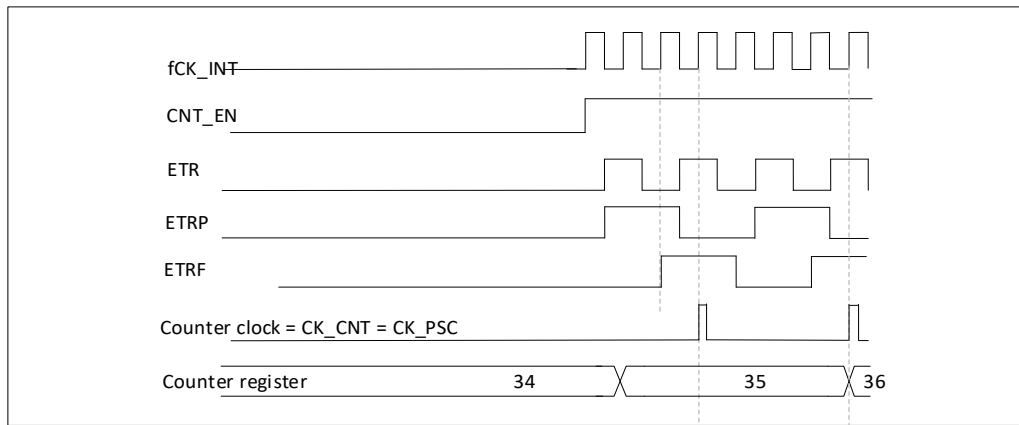 fCK_INT
CNT_EN
ETR
ETRP
ETRF
Counter clock = CK_CNT = CK_PSC
Counter register 34 35 36